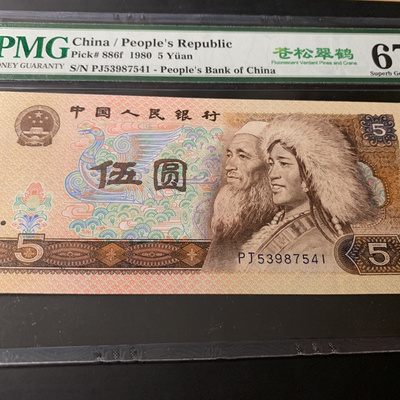 PMG
MONEY GUARANTY
China / People's Republic
Pick# 886f 1980 5 Yüan
S/N PJ53987541 - People's Bank of China
苍松翠鹤
Fluorescent Verdant Pines and Crane
67
Superb Ge
中国人民银行
伍圆
5
5
5
PJ53987541